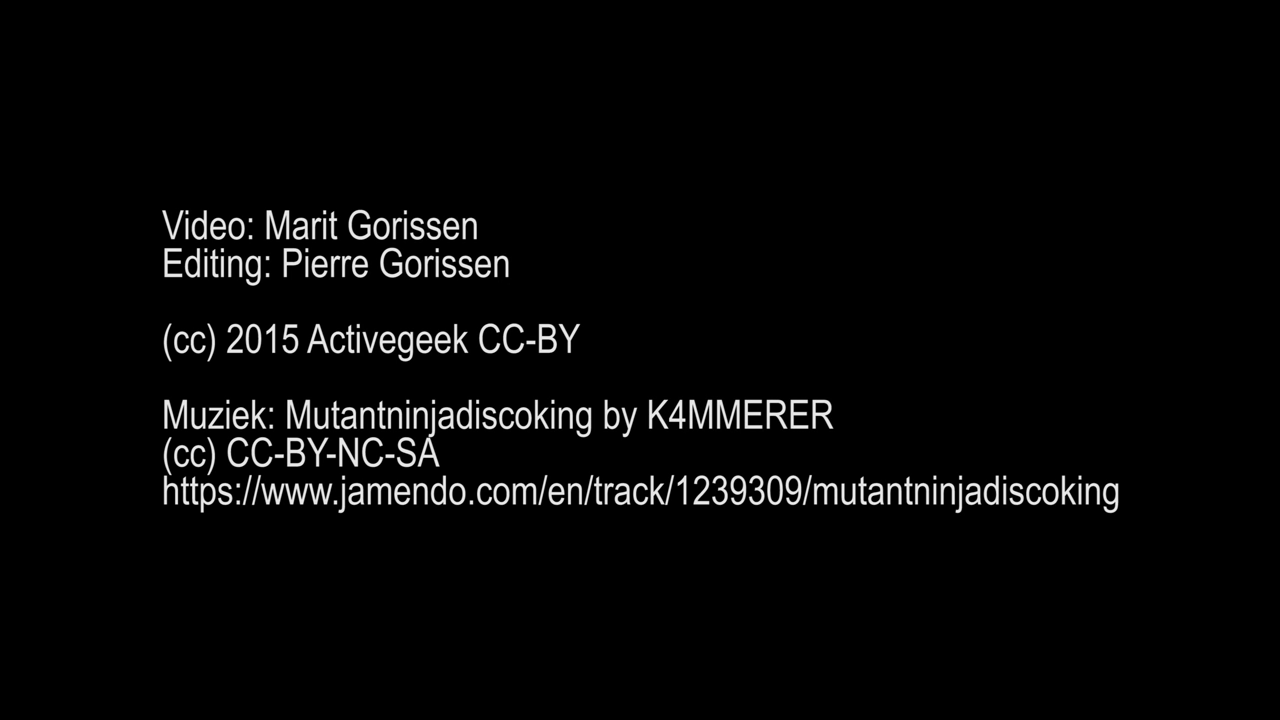 Video: Marit Gorissen
Editing: Pierre Gorissen
(cc) 2015 Activegeek CC-BY
Muziek: Mutantninjadiscoking by K4MMERER
(cc) CC-BY-NC-SA
https://www.jamendo.com/en/track/1239309/mutantninjadiscoking